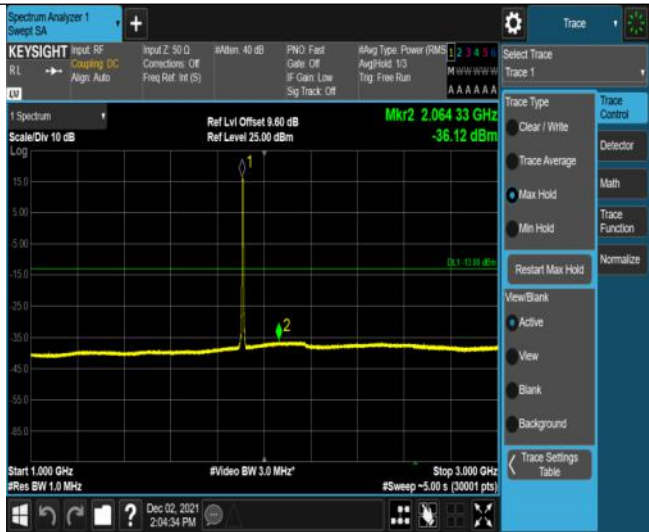 Spectrum Analyzer 1
Swept SA
+
Trace
KEYSIGHT
RL
Input: RF
Coupling: DC
Align: Auto
Input Z: 50 Ω
Corrections: Off
Freq Ref: Int (S)
#Atten: 40 dB
PNO: Fast
Gate: Off
IF Gain: Low
Sig Track: Off
#Avg Type: Power (RMS
Avg|Hold: 1/3
Trig: Free Run
1 2 3 4 5 6
M W W W W W
A A A A A A
LXI
Select Trace
Trace 1
1 Spectrum
Scale/Div 10 dB
Log
Ref Lvl Offset 9.60 dB
Ref Level 25.00 dBm
Mkr2 2.064 33 GHz
-36.12 dBm
15.0
5.00
-5.00
-15.0
-25.0
-35.0
-45.0
-55.0
-65.0
1
DL1 -13.00 dBm
2
Start 1.000 GHz
#Res BW 1.0 MHz
#Video BW 3.0 MHz*
Stop 3.000 GHz
#Sweep ~5.00 s (30001 pts)
Trace Type
Clear / Write
Trace Average
Max Hold
Min Hold
Restart Max Hold
View/Blank
Active
View
Blank
Background
Trace Settings
Table
Trace
Control
Detector
Math
Trace
Function
Normalize
?
Dec 02, 2021
2:04:34 PM